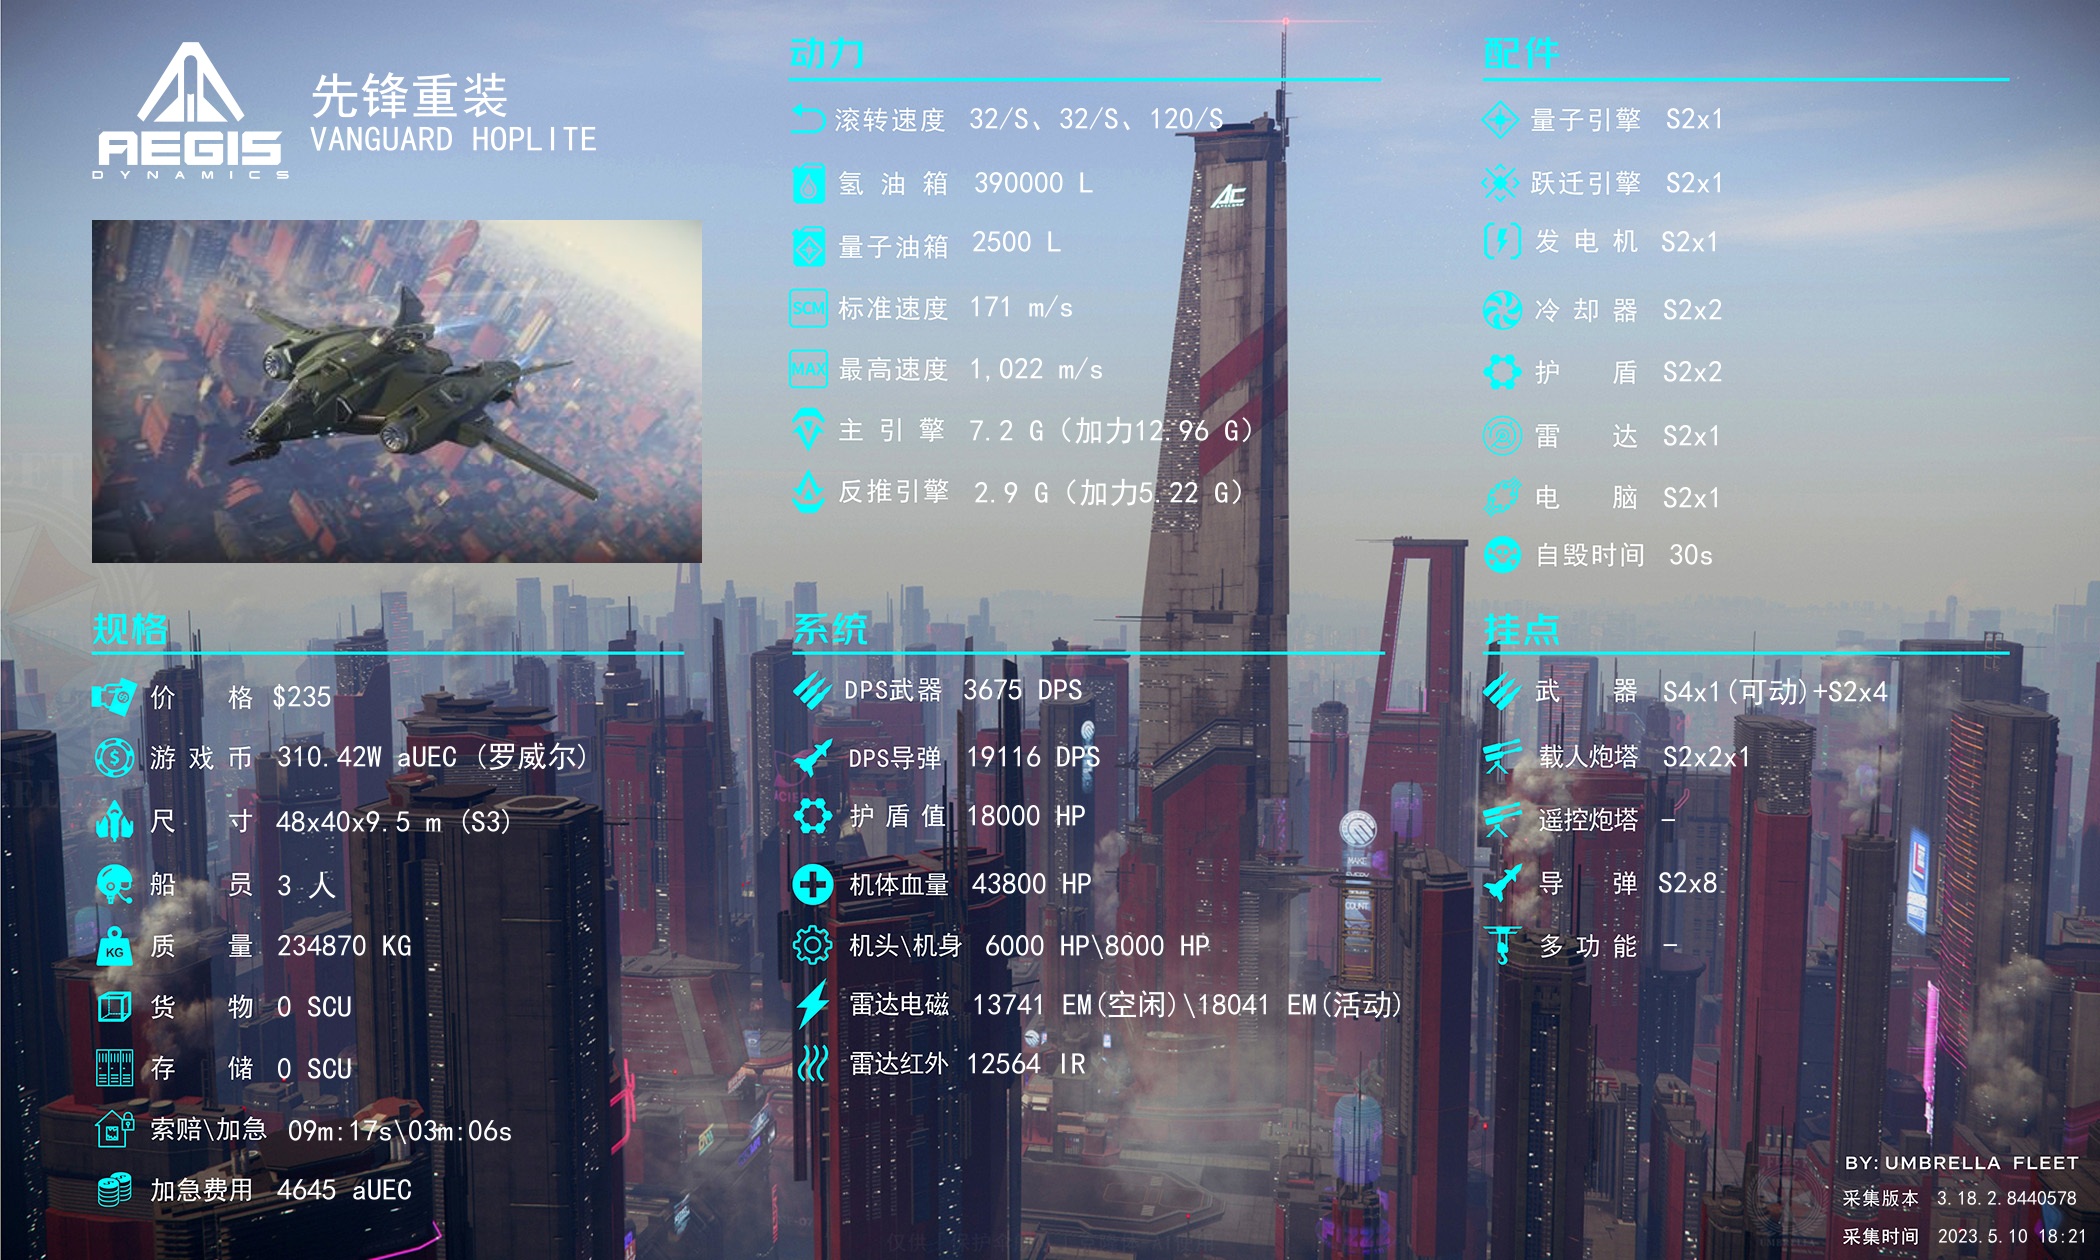 AEGIS
DYNAMICS
先锋重装
VANGUARD HOPLITE
动力
滚转速度 32/S、32/S、120/S
氢油箱 390000 L
量子油箱 2500 L
SCM 标准速度 171 m/s
MAX 最高速度 1,022 m/s
主引擎 7.2 G（加力12.96 G）
反推引擎 2.9 G（加力5.22 G）
配件
量子引擎 S2x1
跃迁引擎 S2x1
发电机 S2x1
冷却器 S2x2
护盾 S2x2
雷达 S2x1
电脑 S2x1
自毁时间 30s
规格
价格 $235
游戏币 310.42W aUEC (罗威尔)
尺寸 48x40x9.5 m (S3)
船员 3 人
KG 质量 234870 KG
货物 0 SCU
存储 0 SCU
索赔\加急 09m:17s\03m:06s
加急费用 4645 aUEC
系统
DPS武器 3675 DPS
DPS导弹 19116 DPS
护盾值 18000 HP
机体血量 43800 HP
机头\机身 6000 HP\8000 HP
雷达电磁 13741 EM(空闲)\18041 EM(活动)
雷达红外 12564 IR
挂点
武器 S4x1(可动)+S2x4
载人炮塔 S2x2x1
遥控炮塔 -
导弹 S2x8
多功能 -
AC
MAKE
EVERY
COUNT
BY: UMBRELLA FLEET
采集版本 3.18.2.8440578
采集时间 2023.5.10 18:21